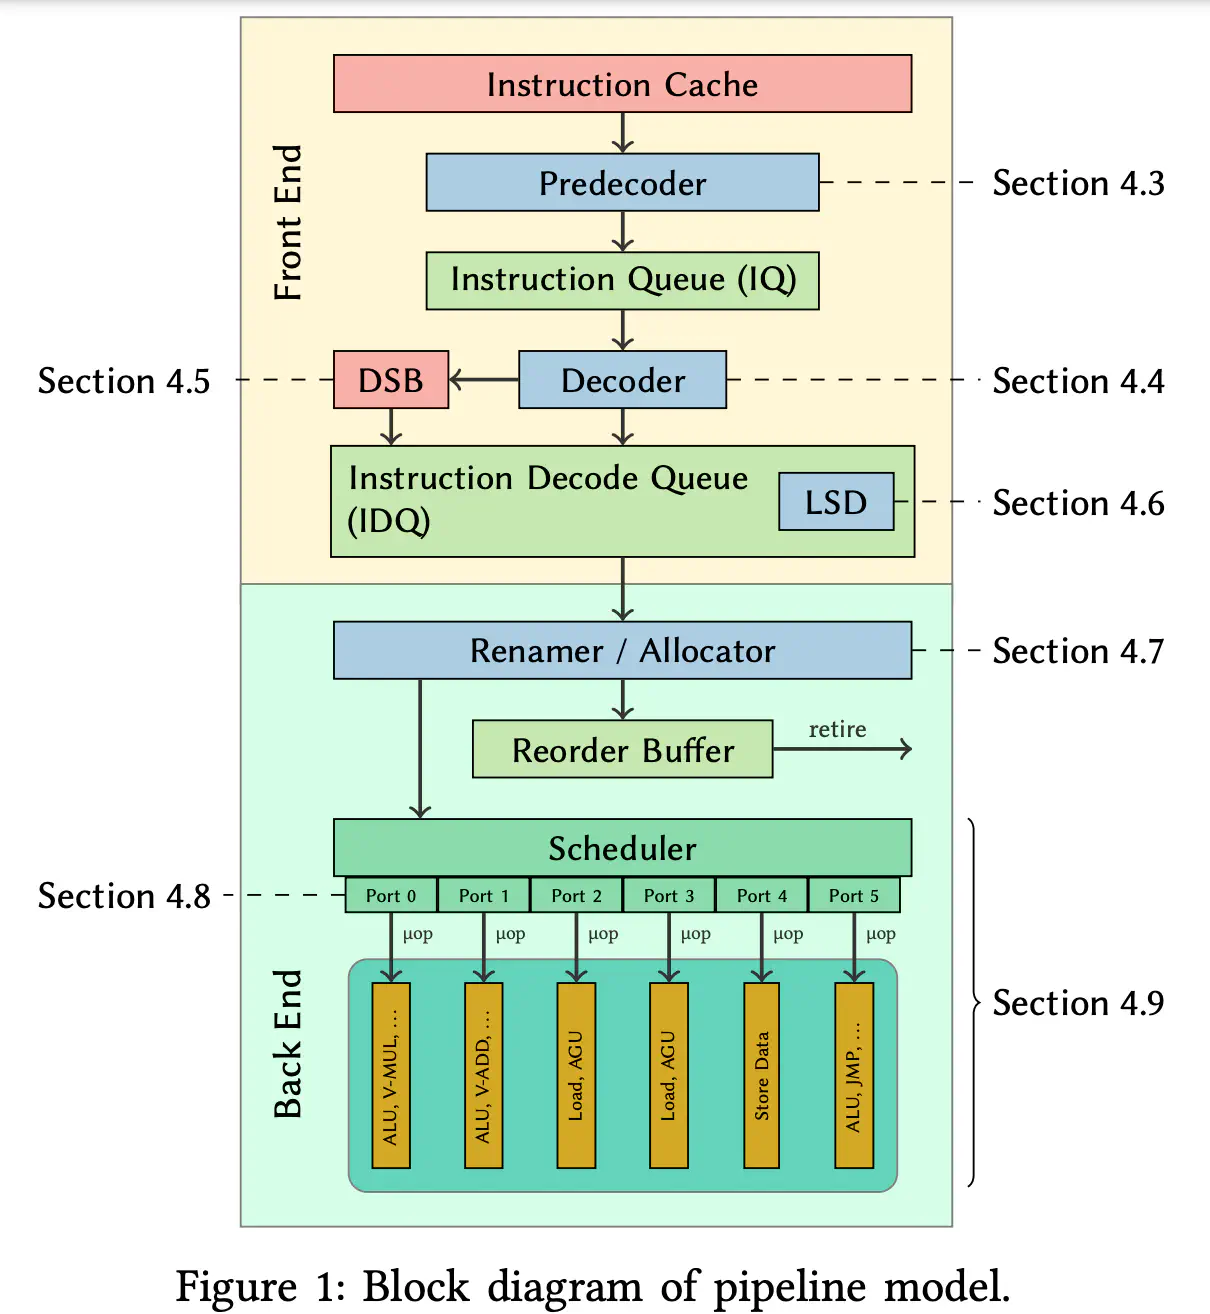 Front End
Instruction Cache
Predecoder
Section 4.3
Instruction Queue (IQ)
Section 4.5
DSB
Decoder
Section 4.4
Instruction Decode Queue
(IDQ)
LSD
Section 4.6
Renamer / Allocator
Section 4.7
Reorder Buffer
retire
Scheduler
Section 4.8
Port 0
Port 1
Port 2
Port 3
Port 4
Port 5
μop
μop
μop
μop
μop
μop
Back End
ALU, V-MUL, ...
ALU, V-ADD, ...
Load, AGU
Load, AGU
Store Data
ALU, JMP, ...
Section 4.9
Figure 1: Block diagram of pipeline model.